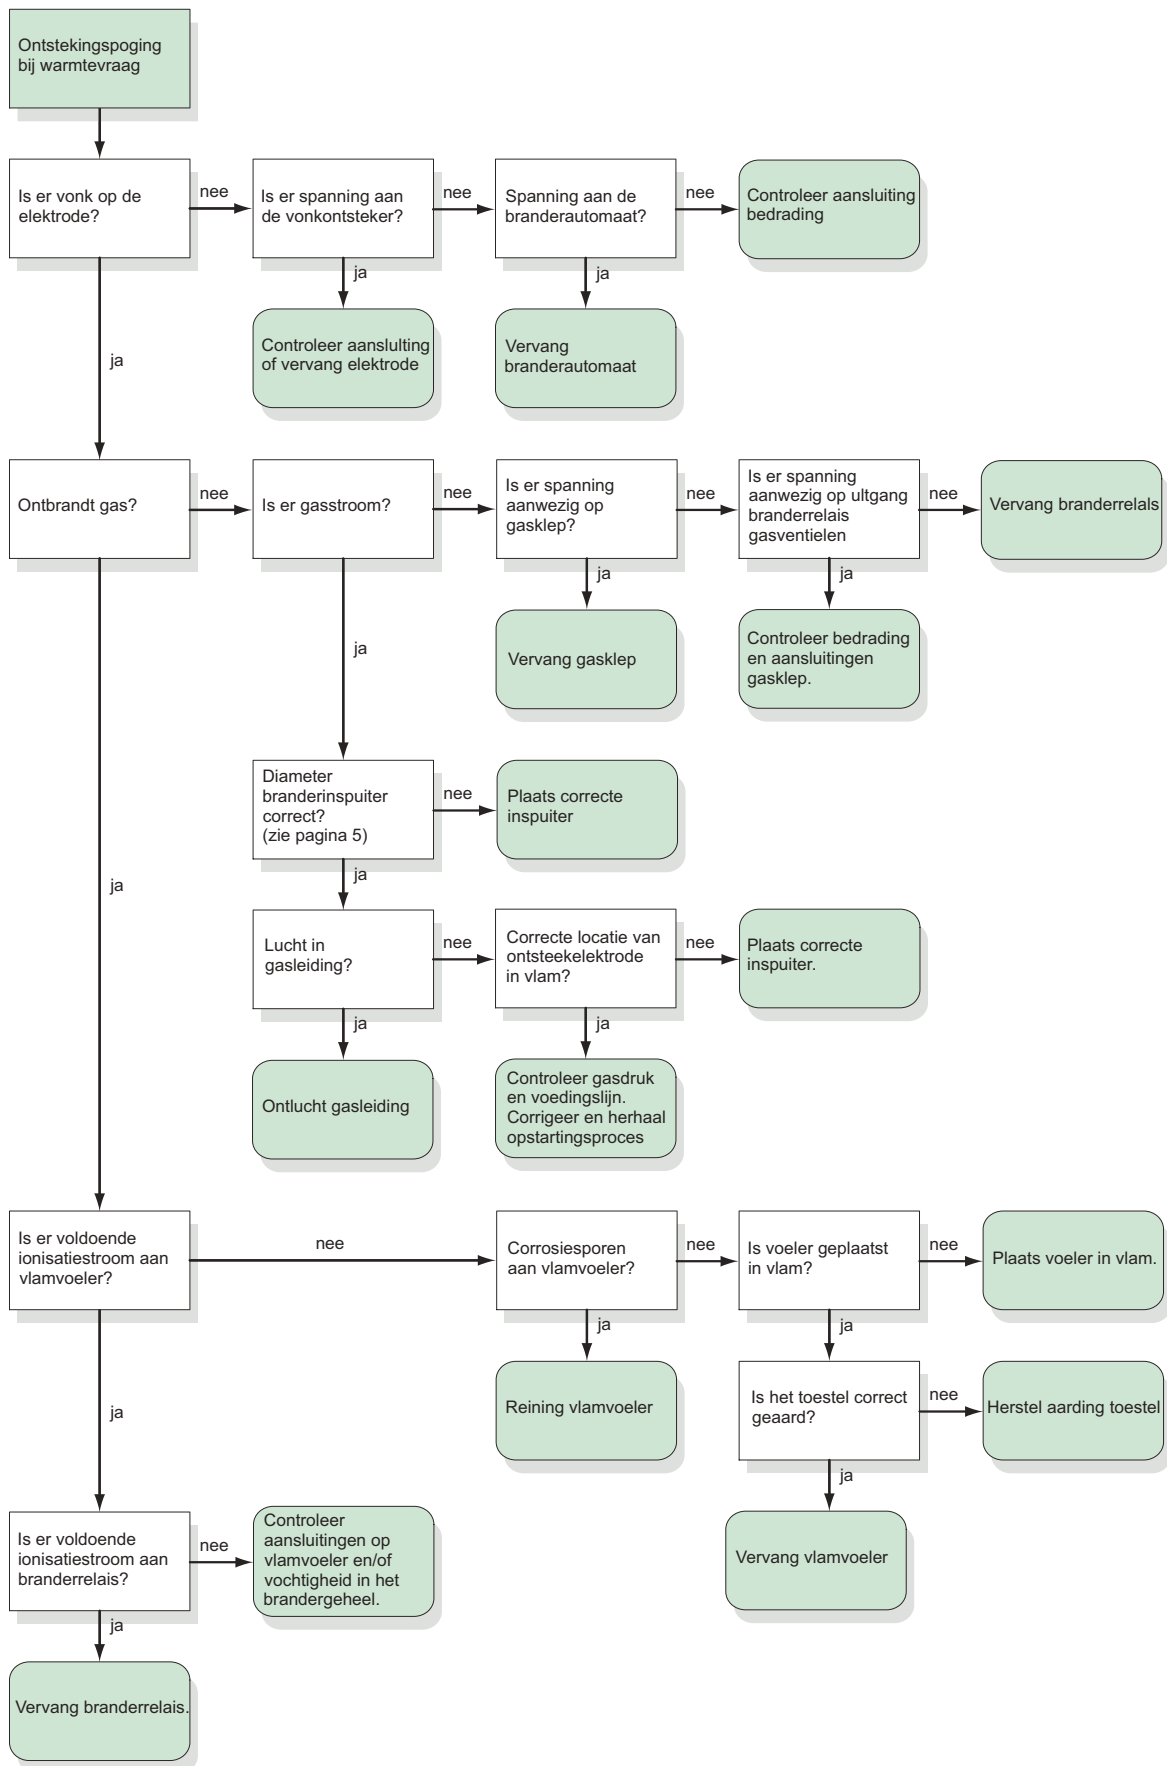 Ontstekingspoging
bij warmtevraag
Is er vonk op de
elektrode?
nee
Is er spanning aan
de vonkontsteker?
nee
Spanning aan de
branderautomaat?
nee
Controleer aansluiting
bedrading
ja
ja
ja
Controleer aanslulting
of vervang elektrode
Vervang
branderautomaat
Ontbrandt gas?
nee
Is er gasstroom?
nee
Is er spanning
aanwezig op
gasklep?
nee
Is er spanning
aanwezig op ultgang
branderrelais
gasventielen
nee
Vervang branderrelals
ja
ja
ja
ja
Vervang gasklep
Controleer bedrading
en aansluitingen
gasklep.
Diameter
branderinspuiter
correct?
(zie pagina 5)
nee
Plaats correcte
inspuiter
ja
Lucht in
gasleiding?
nee
Correcte locatie van
ontsteekelektrode
in vlam?
nee
Plaats correcte
inspuiter.
ja
ja
Ontlucht gasleiding
Controleer gasdruk
en voedingslijn.
Corrigeer en herhaal
opstartingsproces
Is er voldoende
ionisatiestroom aan
vlamvoeler?
nee
Corrosiesporen
aan vlamvoeler?
nee
Is voeler geplaatst
in vlam?
nee
Plaats voeler in vlam.
ja
ja
ja
Reining vlamvoeler
Is het toestel correct
geaard?
nee
Herstel aarding toestel
ja
Vervang vlamvoeler
Is er voldoende
ionisatiestroom aan
branderrelais?
nee
Controleer
aansluitingen op
vlamvoeler en/of
vochtigheid in het
brandergeheel.
ja
Vervang branderrelais.